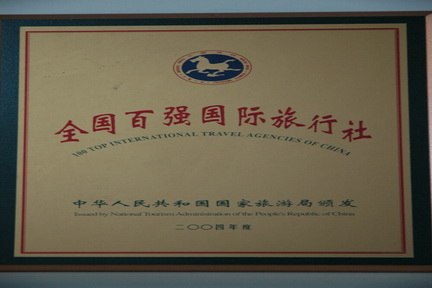 全国百强国际旅行社
100 TOP INTERNATIONAL TRAVEL AGENCIES OF CHINA
中华人民共和国国家旅游局颁发
Issued by National Tourism Administration of the People's Republic of China
二〇〇四年度